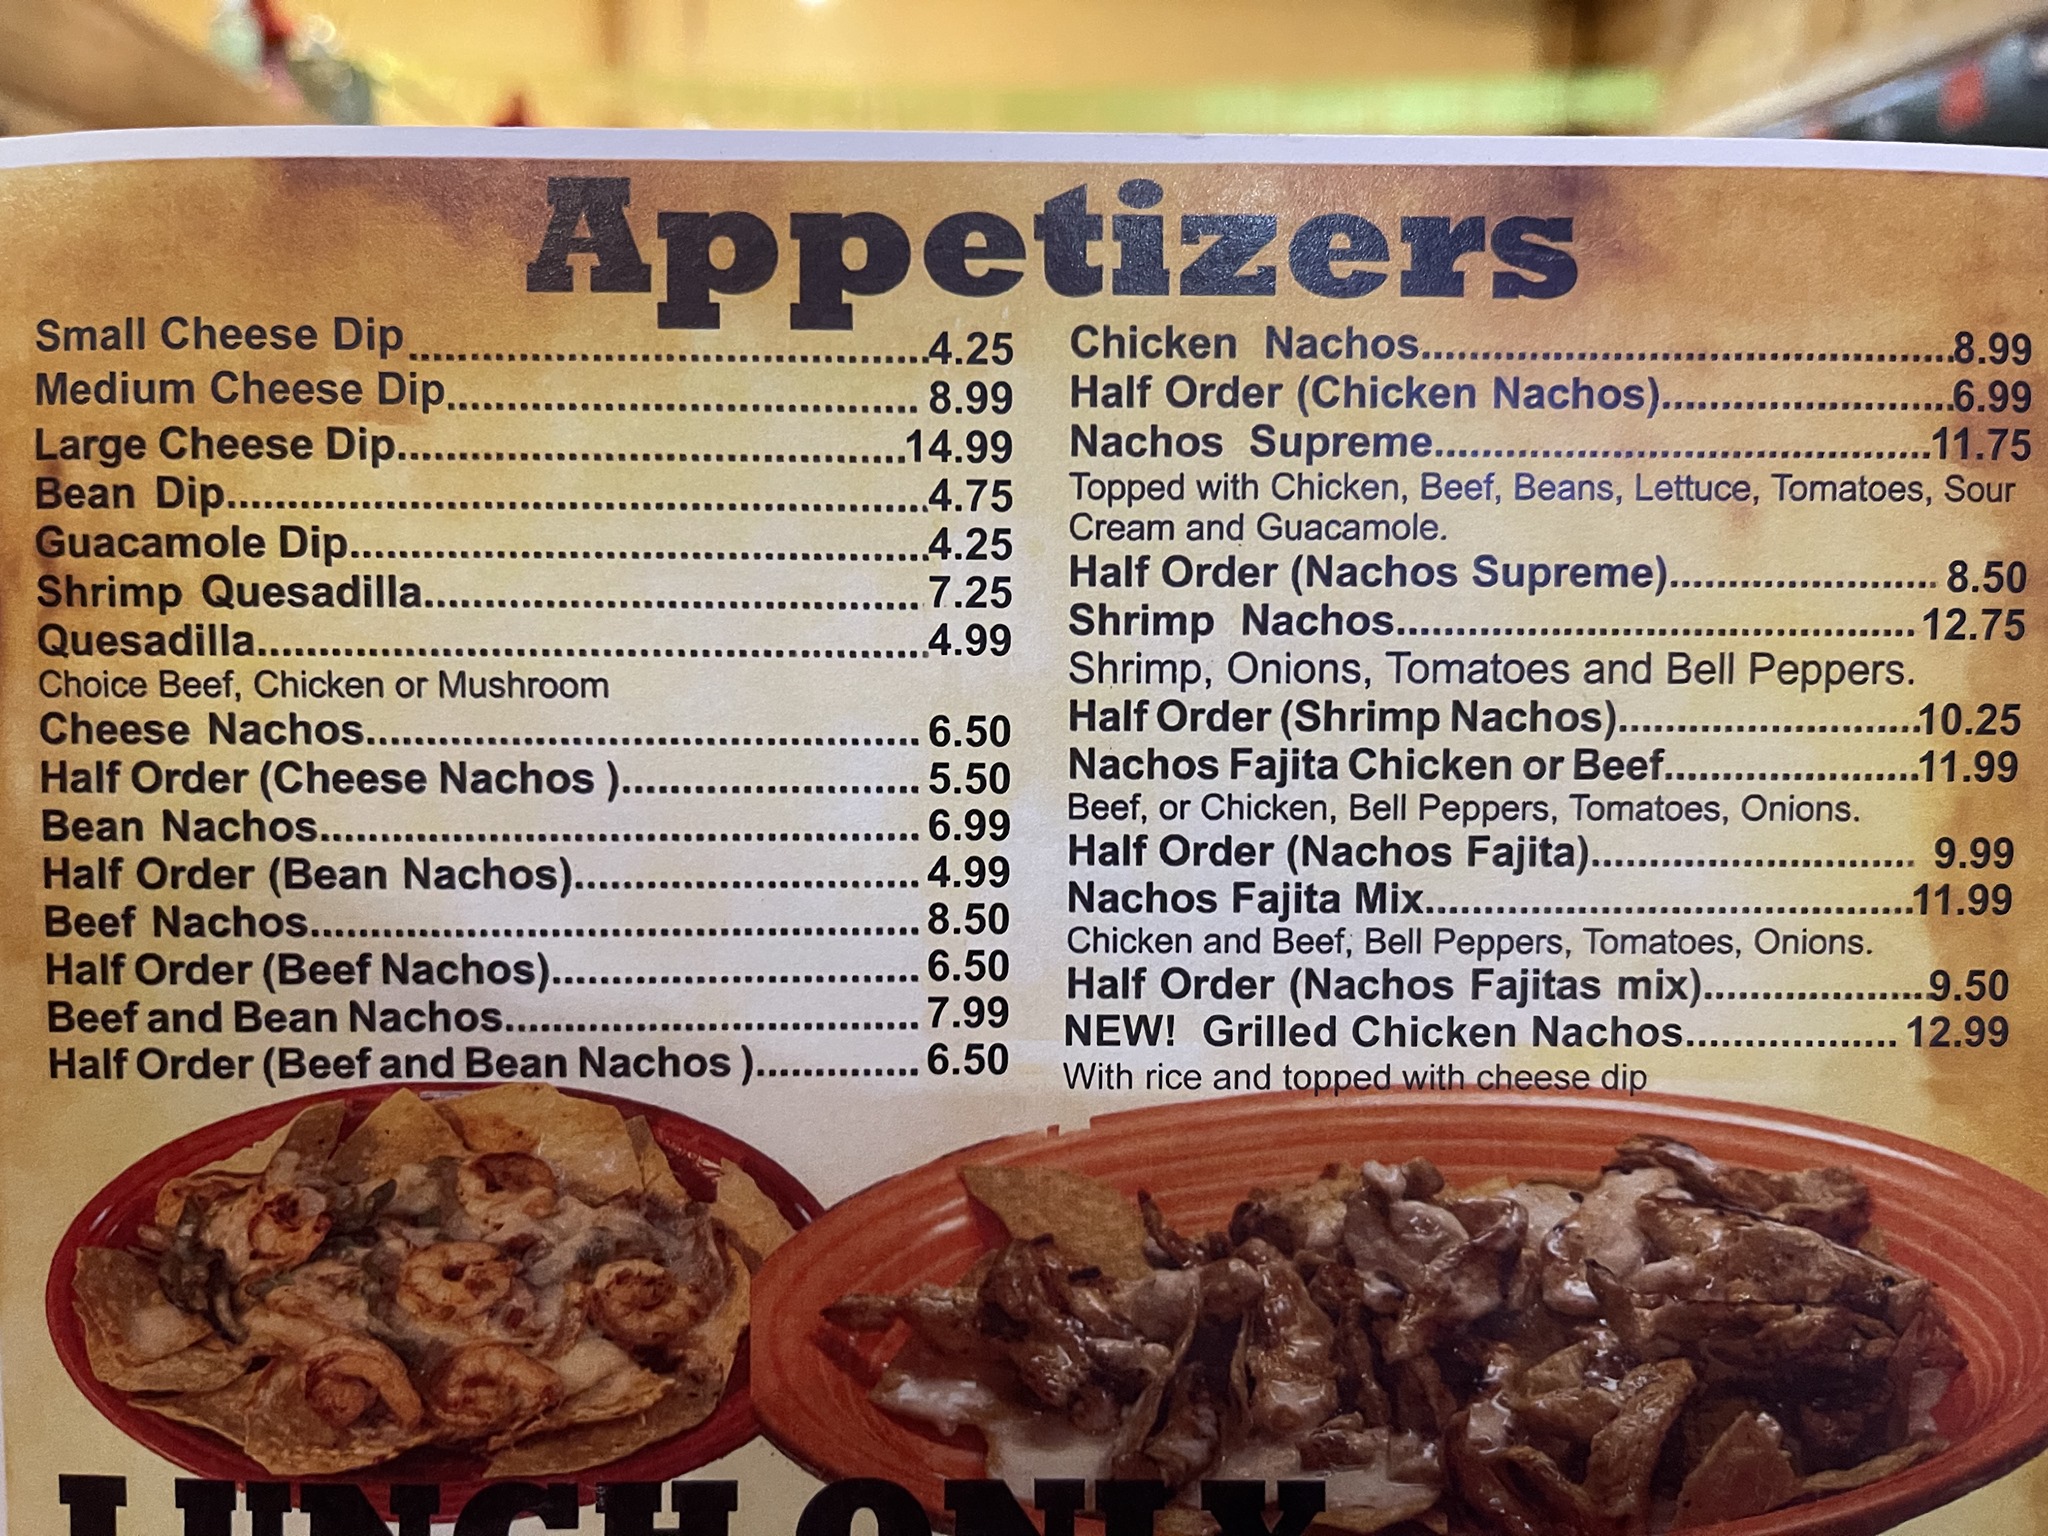 Appetizers
Small Cheese Dip........................................4.25
Medium Cheese Dip...................................... 8.99
Large Cheese Dip.........................................14.99
Bean Dip.........................................................4.75
Guacamole Dip..............................................4.25
Shrimp Quesadilla........................................ 7.25
Quesadilla......................................................4.99
Choice Beef, Chicken or Mushroom
Cheese Nachos............................................. 6.50
Half Order (Cheese Nachos )........................ 5.50
Bean Nachos................................................. 6.99
Half Order (Bean Nachos)............................ 4.99
Beef Nachos.................................................. 8.50
Half Order (Beef Nachos).............................. 6.50
Beef and Bean Nachos.................................. 7.99
Half Order (Beef and Bean Nachos ).............. 6.50
Chicken Nachos............................................8.99
Half Order (Chicken Nachos)........................6.99
Nachos Supreme.........................................11.75
Topped with Chicken, Beef, Beans, Lettuce, Tomatoes, Sour
Cream and Guacamole.
Half Order (Nachos Supreme)...................... 8.50
Shrimp Nachos........................................... 12.75
Shrimp, Onions, Tomatoes and Bell Peppers.
Half Order (Shrimp Nachos).........................10.25
Nachos Fajita Chicken or Beef.....................11.99
Beef, or Chicken, Bell Peppers, Tomatoes, Onions.
Half Order (Nachos Fajita)........................... 9.99
Nachos Fajita Mix........................................11.99
Chicken and Beef, Bell Peppers, Tomatoes, Onions.
Half Order (Nachos Fajitas mix)...................9.50
NEW! Grilled Chicken Nachos.................. 12.99
With rice and topped with cheese dip
LUNCH ONLY